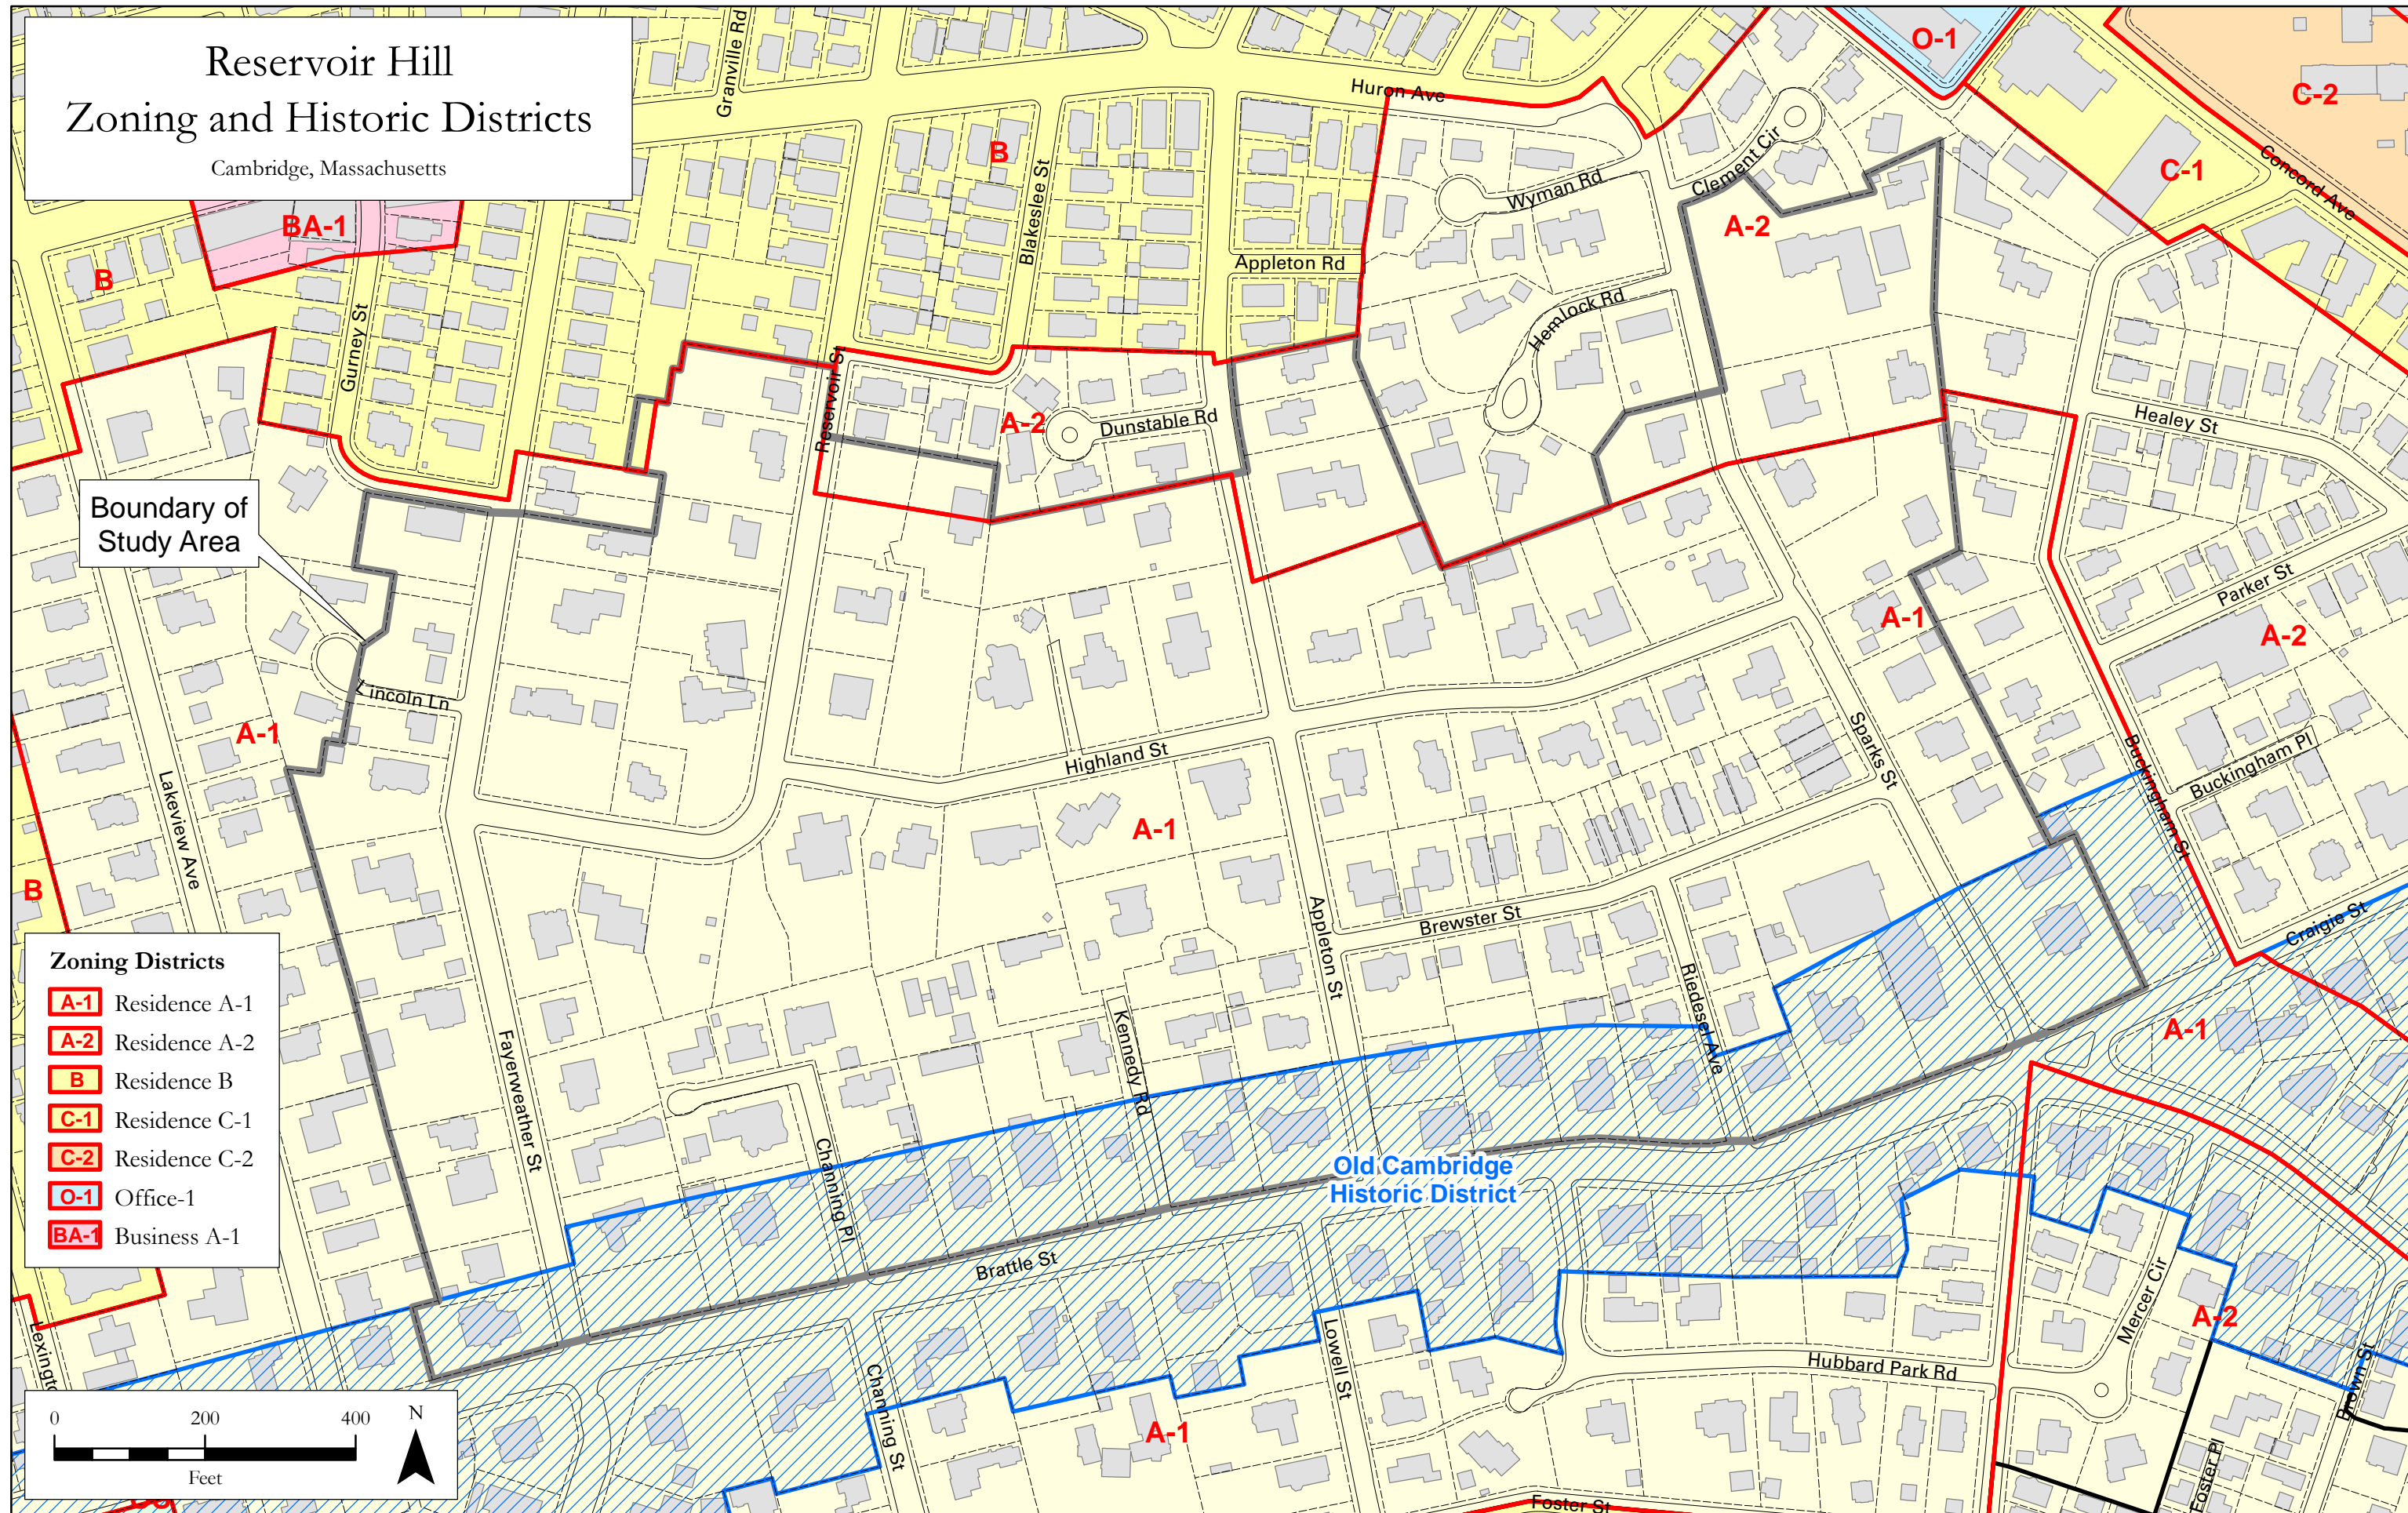 Reservoir Hill
Zoning and Historic Districts
Cambridge, Massachusetts
Granville Rd
Huron Ave
O-1
C-2
B
Blakeslee St
Wyman Rd
Clement Cir
C-1
Concord Ave
BA-1
A-2
B
Appleton Rd
Hemlock Rd
Gurney St
Reservoir St
A-2
Dunstable Rd
Healey St
Boundary of
Study Area
Parker St
A-1
A-2
Lincoln Ln
A-1
Highland St
Sparks St
Buckingham St
Buckingham Pl
Lakeview Ave
A-1
B
Appleton St
Brewster St
Craigie St
Riedesel Ave
Kennedy Rd
Fayerweather St
A-1
Channing Pl
Old Cambridge
Historic District
Brattle St
Mercer Cir
A-2
Lowell St
Hubbard Park Rd
Brown St
Channing St
A-1
Foster Pl
Foster St
Zoning Districts
A-1 Residence A-1
A-2 Residence A-2
B Residence B
C-1 Residence C-1
C-2 Residence C-2
O-1 Office-1
BA-1 Business A-1
0 200 400
Feet
N